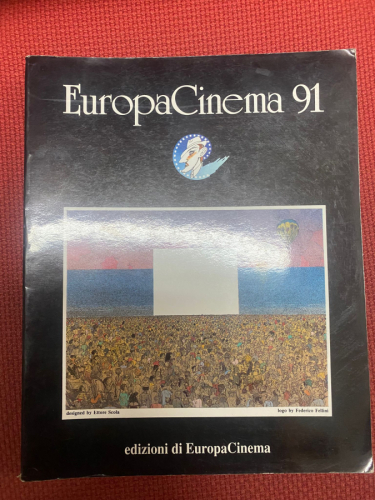 EuropaCinema 91
designed by Ettore Scola
logo by Federico Fellini
edizioni di EuropaCinema